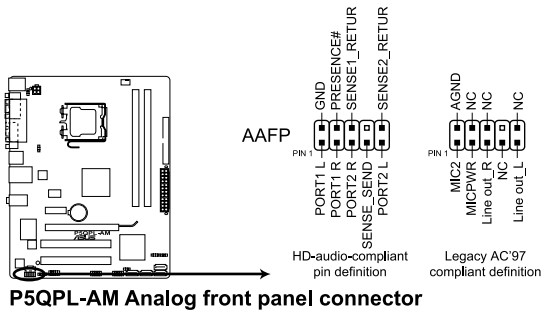 GND
PRESENCE#
SENSE1_RETUR
SENSE2_RETUR
AGND
NC
NC
NC
AAFP
PIN 1
PIN 1
PORT1 L
PORT1 R
PORT2 R
SENSE_SEND
PORT2 L
MIC2
MICPWR
Line out_R
NC
Line out_L
P5QPL-AM
ASUS
HD-audio-compliant
pin definition
Legacy AC'97
compliant definition
P5QPL-AM Analog front panel connector